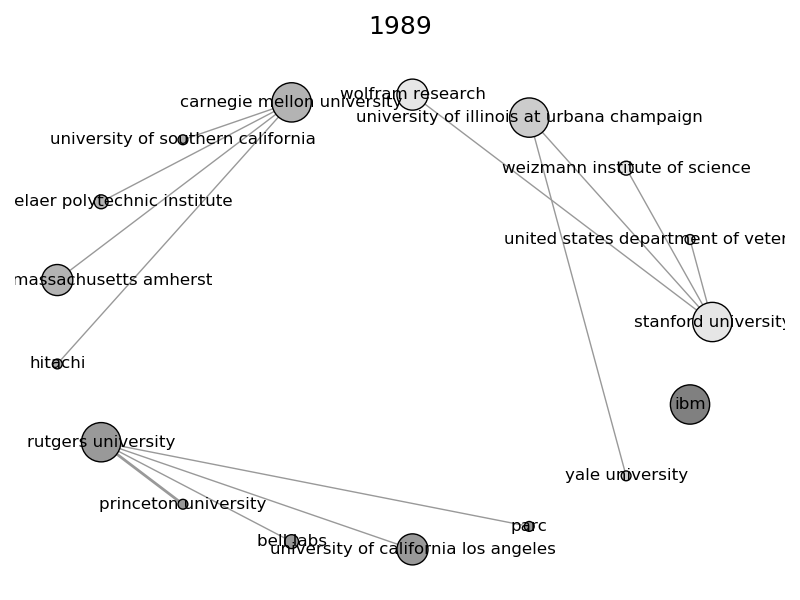 1989
wolfram research
carnegie mellon university
university of illinois at urbana champaign
university of southern california
weizmann institute of science
elaer polytechnic institute
united states department of veter
massachusetts amherst
stanford university
hitachi
ibm
rutgers university
yale university
princeton university
parc
bell labs
university of california los angeles